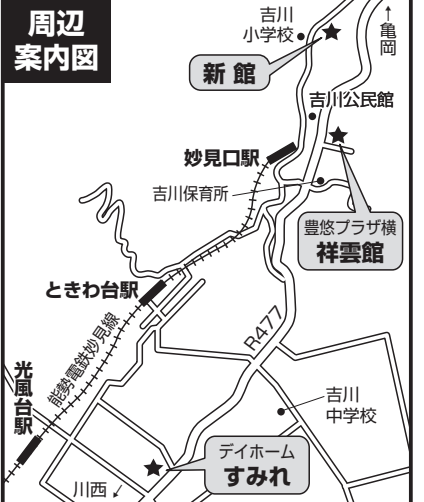 周辺
案内図
吉川
小学校
↑亀岡
新館
吉川公民館
妙見口駅
吉川保育所
豊悠プラザ横
祥雲館
ときわ台駅
能勢電鉄妙見線
R477
光風台駅
吉川
中学校
デイホーム
すみれ
川西↓